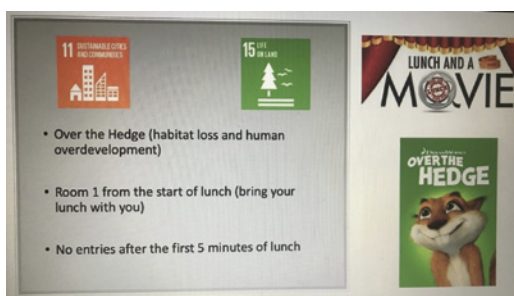 11 SUSTAINABLE CITIES
AND COMMUNITIES
15 LIFE
ON LAND
• Over the Hedge (habitat loss and human
overdevelopment)
• Room 1 from the start of lunch (bring your
lunch with you)
• No entries after the first 5 minutes of lunch
LUNCH AND A
MOVIE
OVER THE
HEDGE